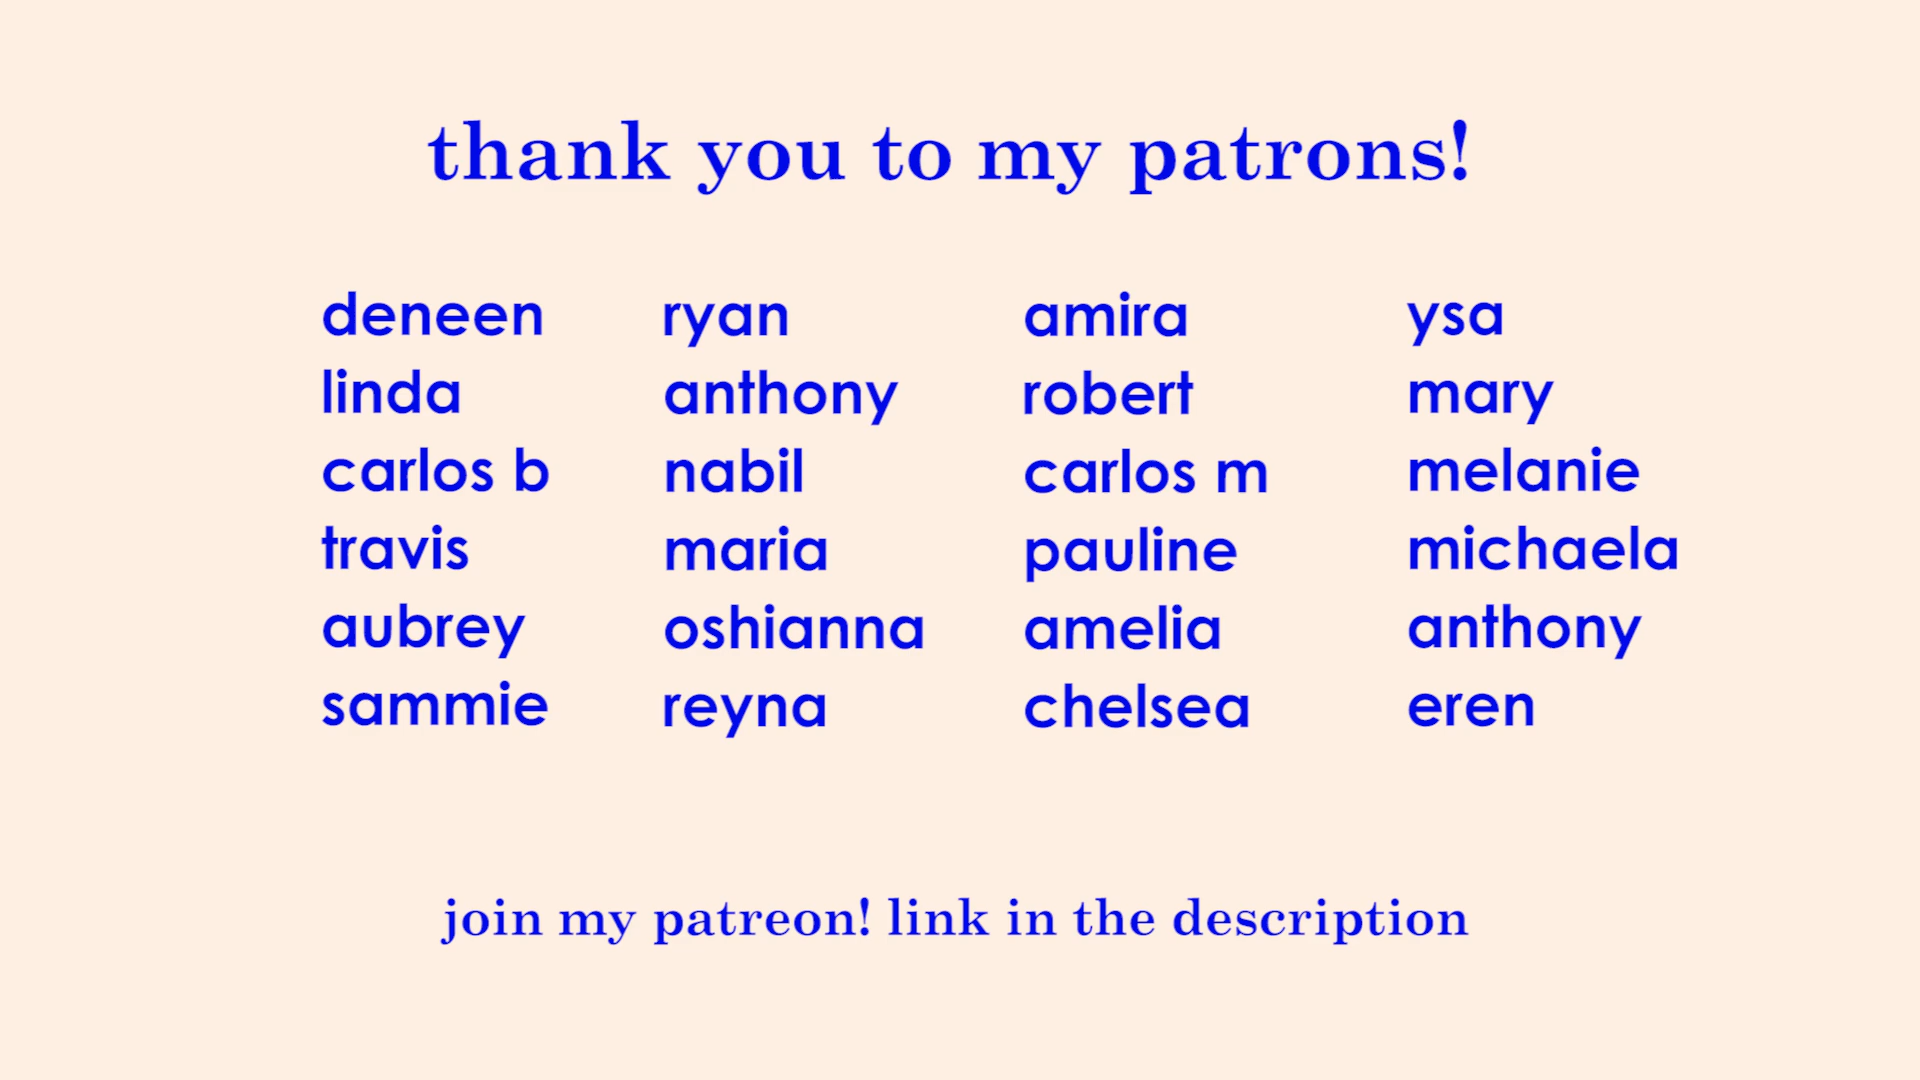 thank you to my patrons!
deneen
linda
carlos b
travis
aubrey
sammie
ryan
anthony
nabil
maria
oshianna
reyna
amira
robert
carlos m
pauline
amelia
chelsea
ysa
mary
melanie
michaela
anthony
eren
join my patreon! link in the description